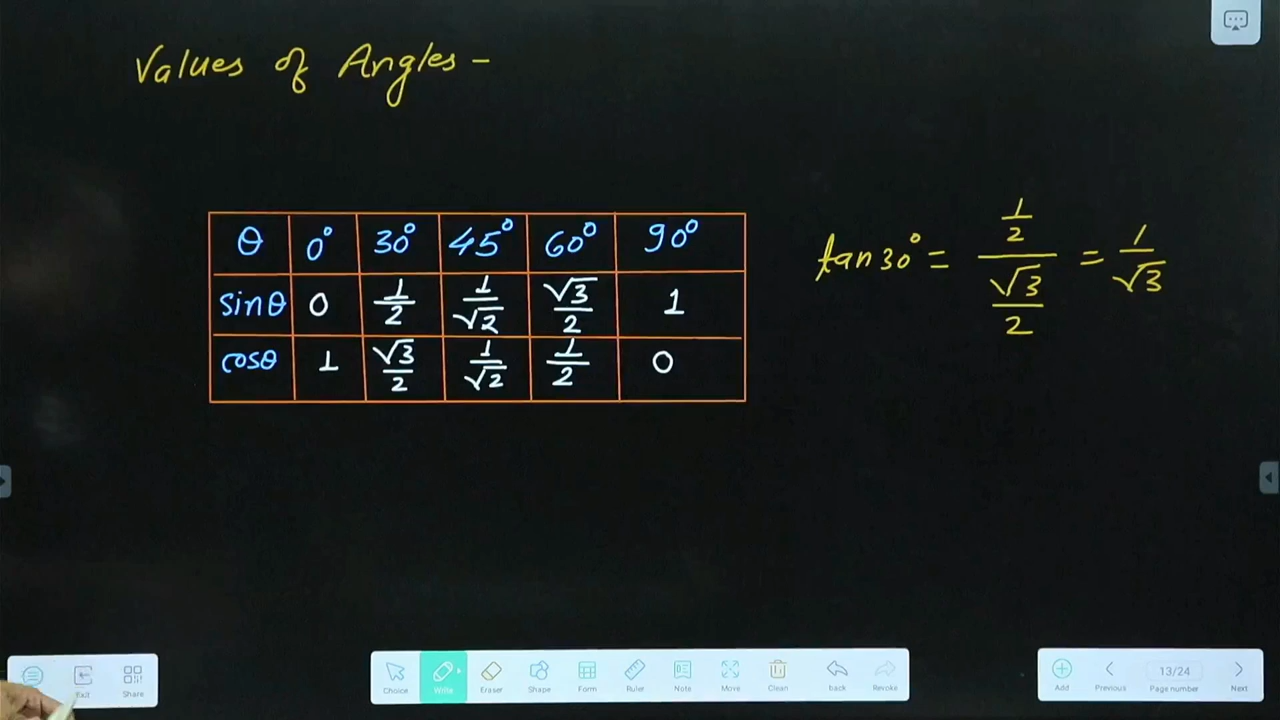 Values of Angles -
θ 0° 30° 45° 60° 90°
sinθ 0 1/2 1/√2 √3/2 1
cosθ 1 √3/2 1/√2 1/2 0
tan 30° = (1/2)/(√3/2) = 1/√3
Exit Share
Choice Write Eraser Shape Form Ruler Note Move Clean back Revoke
Add Previous 13/24 Page number Next